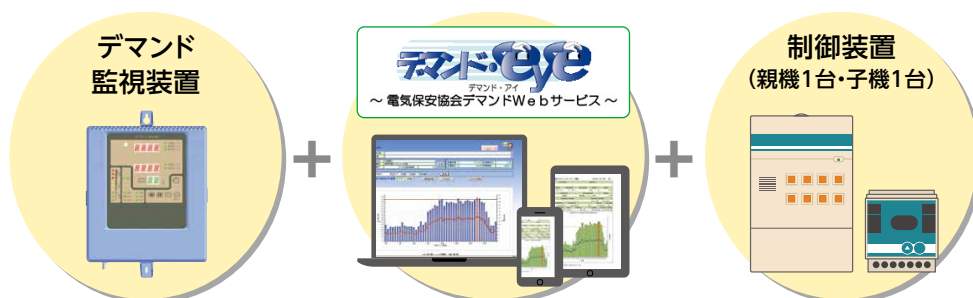 デマンド
監視装置
+
デマンド・eye
デマンド・アイ
～ 電気保安協会デマンドWebサービス ～
+
制御装置
（親機1台・子機1台）